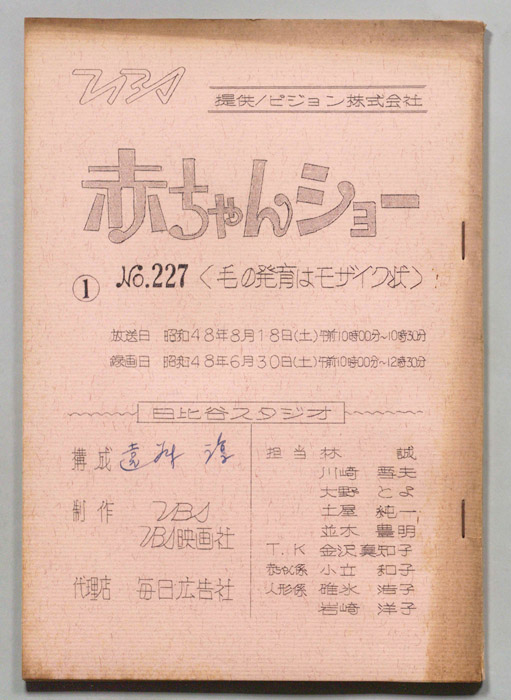 提供/ピジョン株式会社
赤ちゃんショー
① No.227 〈毛の発育はモザイク状〉
放送日 昭和48年8月18日(土)午前10時00分~10時30分
録画日 昭和48年6月30日(土)午前10時00分~12時30分
日比谷スタジオ
構成
制作
映画社
代理店 毎日広告社
担当 林 誠
川崎 善夫
大野 とよ
土屋 純一
並木 豊明
T.K 金沢真知子
赤ちゃん係 小立 和子
人形係 碓氷 浩子
岩崎 洋子